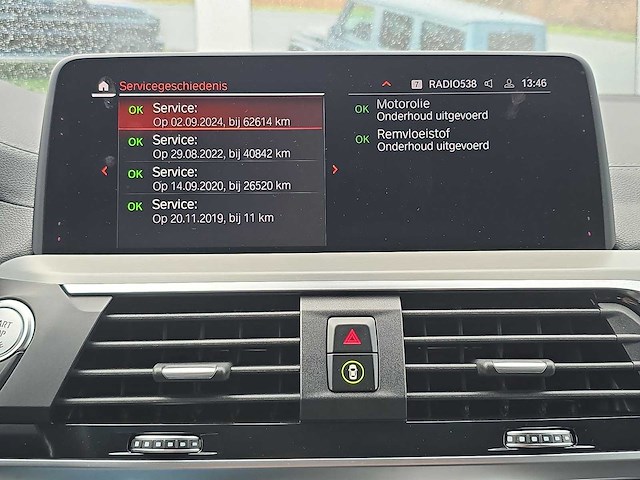 Servicegeschiedenis
7 RADIO538 13:46
OK Service:
Op 02.09.2024, bij 62614 km
OK Service:
Op 29.08.2022, bij 40842 km
OK Service:
Op 14.09.2020, bij 26520 km
OK Service:
Op 20.11.2019, bij 11 km
OK Motorolie
Onderhoud uitgevoerd
OK Remvloeistof
Onderhoud uitgevoerd